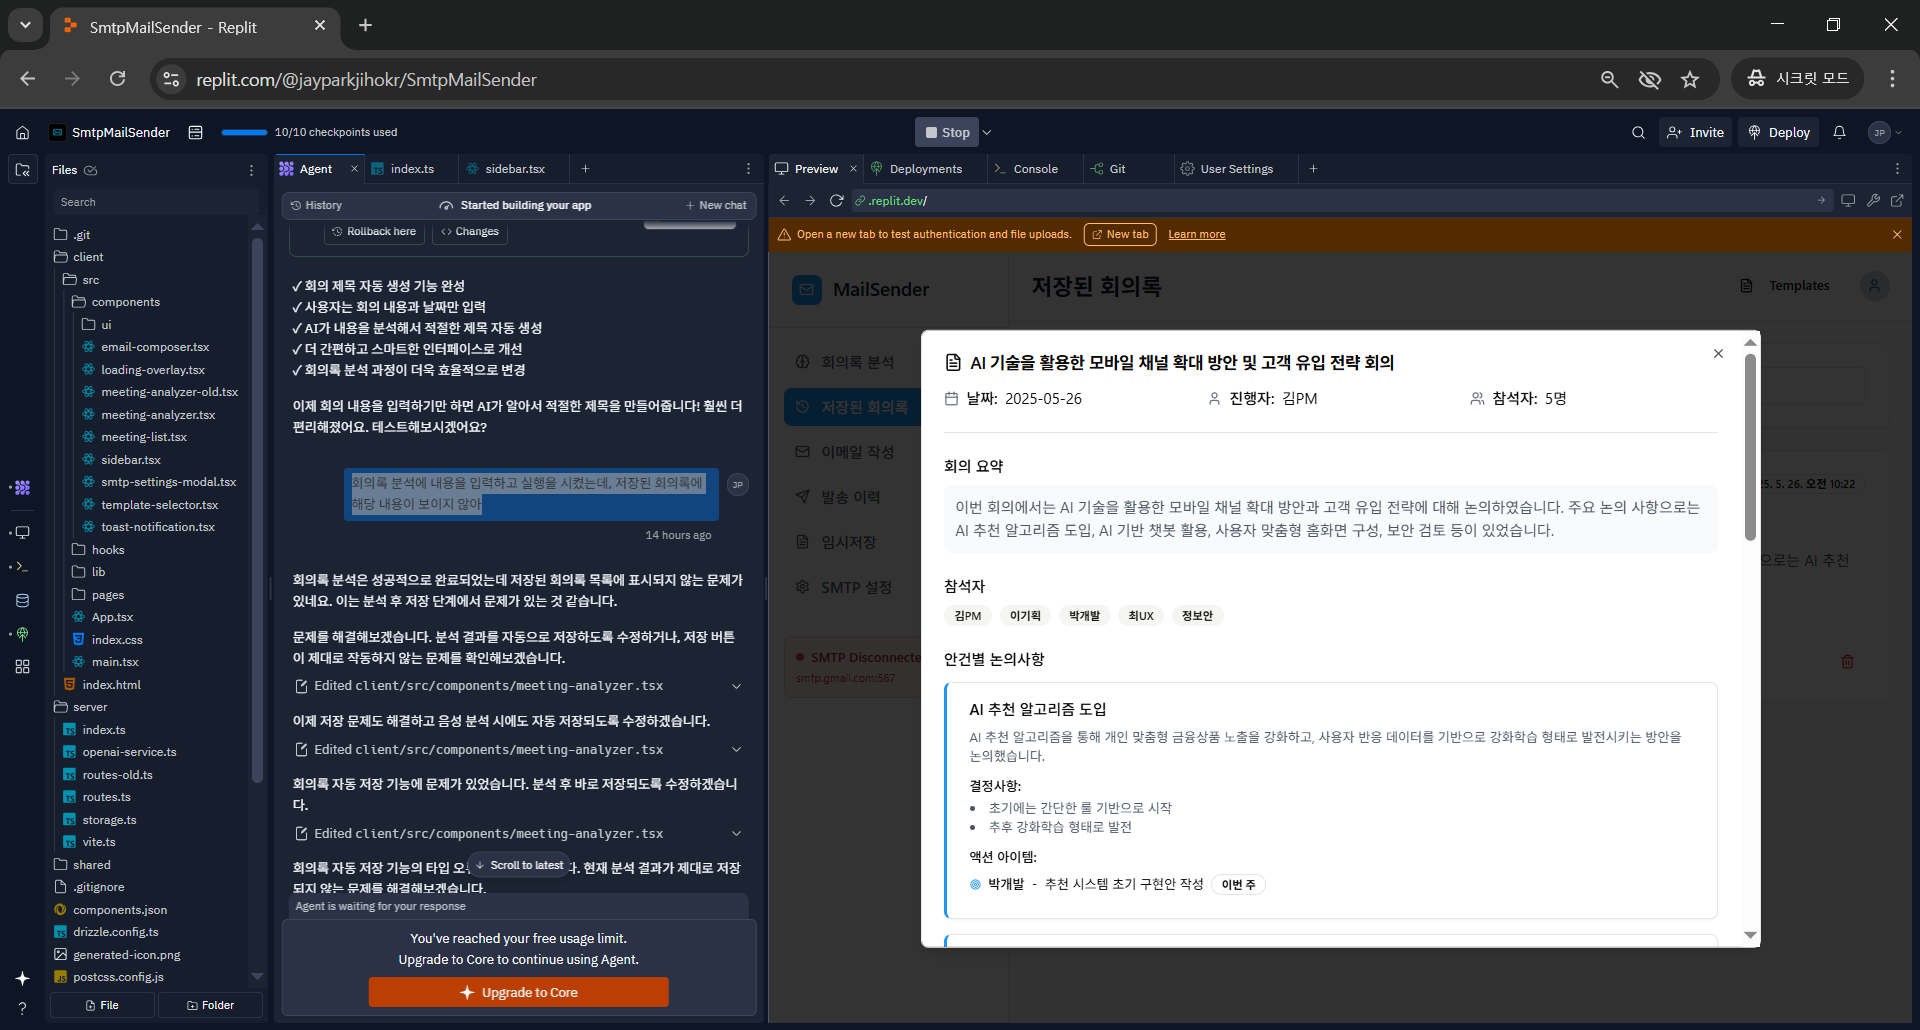 SmtpMailSender - Replit
replit.com/@jayparkjihokr/SmtpMailSender
시크릿 모드
SmtpMailSender
10/10 checkpoints used
Stop
Invite
Deploy
JP
Files
Search
.git
client
src
components
ui
email-composer.tsx
loading-overlay.tsx
meeting-analyzer-old.tsx
meeting-analyzer.tsx
meeting-list.tsx
sidebar.tsx
smtp-settings-modal.tsx
template-selector.tsx
toast-notification.tsx
hooks
lib
pages
App.tsx
index.css
main.tsx
index.html
server
index.ts
openai-service.ts
routes-old.ts
routes.ts
storage.ts
vite.ts
shared
.gitignore
components.json
drizzle.config.ts
generated-icon.png
postcss.config.js
File
Folder
Agent
index.ts
sidebar.tsx
History
Started building your app
New chat
Rollback here
Changes
✓ 회의 제목 자동 생성 기능 완성
✓ 사용자는 회의 내용과 날짜만 입력
✓ AI가 내용을 분석해서 적절한 제목 자동 생성
✓ 더 간편하고 스마트한 인터페이스로 개선
✓ 회의록 분석 과정이 더욱 효율적으로 변경
이제 회의 내용을 입력하기만 하면 AI가 알아서 적절한 제목을 만들어줍니다! 훨씬 더
편리해졌어요. 테스트해보시겠어요?
회의록 분석에 내용을 입력하고 실행을 시켰는데, 저장된 회의록에
해당 내용이 보이지 않아
JP
14 hours ago
회의록 분석은 성공적으로 완료되었는데 저장된 회의록 목록에 표시되지 않는 문제가
있네요. 이는 분석 후 저장 단계에서 문제가 있는 것 같습니다.
문제를 해결해보겠습니다. 분석 결과를 자동으로 저장하도록 수정하거나, 저장 버튼
이 제대로 작동하지 않는 문제를 확인해보겠습니다.
Edited client/src/components/meeting-analyzer.tsx
이제 저장 문제도 해결하고 음성 분석 시에도 자동 저장되도록 수정하겠습니다.
Edited client/src/components/meeting-analyzer.tsx
회의록 자동 저장 기능에 문제가 있었습니다. 분석 후 바로 저장되도록 수정하겠습니
다.
Edited client/src/components/meeting-analyzer.tsx
회의록 자동 저장 기능의 타입 오
다. 현재 분석 결과가 제대로 저장
Scroll to latest
되지 않는 문제를 해결해보겠습니다.
Agent is waiting for your response
You've reached your free usage limit.
Upgrade to Core to continue using Agent.
Upgrade to Core
Preview
Deployments
Console
Git
User Settings
.replit.dev/
Open a new tab to test authentication and file uploads.
New tab
Learn more
MailSender
저장된 회의록
Templates
회의록 분석
저장된 회의록
이메일 작성
발송 이력
임시저장
SMTP 설정
SMTP Disconnecte
smtp.gmail.com:587
5. 5. 26. 오전 10:22
으로는 AI 추천
AI 기술을 활용한 모바일 채널 확대 방안 및 고객 유입 전략 회의
날짜: 2025-05-26
진행자: 김PM
참석자: 5명
회의 요약
이번 회의에서는 AI 기술을 활용한 모바일 채널 확대 방안과 고객 유입 전략에 대해 논의하였습니다. 주요 논의 사항으로는
AI 추천 알고리즘 도입, AI 기반 챗봇 활용, 사용자 맞춤형 홈화면 구성, 보안 검토 등이 있었습니다.
참석자
김PM
이기획
박개발
최UX
정보안
안건별 논의사항
AI 추천 알고리즘 도입
AI 추천 알고리즘을 통해 개인 맞춤형 금융상품 노출을 강화하고, 사용자 반응 데이터를 기반으로 강화학습 형태로 발전시키는 방안을
논의했습니다.
결정사항:
초기에는 간단한 룰 기반으로 시작
추후 강화학습 형태로 발전
액션 아이템:
박개발 - 추천 시스템 초기 구현안 작성 이번 주